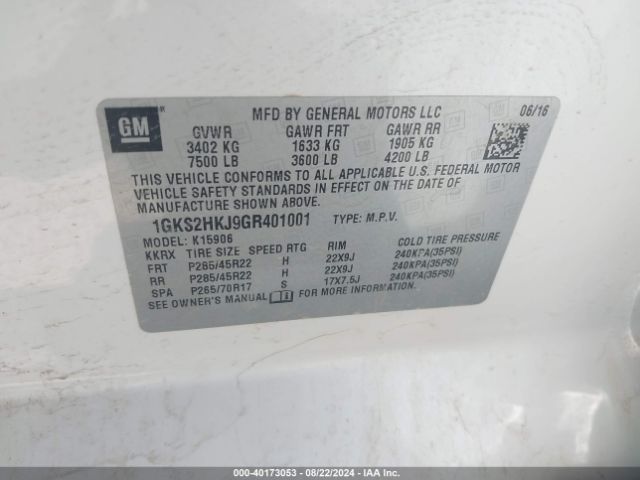 GM
MFD BY GENERAL MOTORS LLC 06/16
GVWR GAWR FRT GAWR RR
3402 KG 1633 KG 1905 KG
7500 LB 3600 LB 4200 LB
THIS VEHICLE CONFORMS TO ALL APPLICABLE U.S. FEDERAL MOTOR
VEHICLE SAFETY STANDARDS IN EFFECT ON THE DATE OF
MANUFACTURE SHOWN ABOVE.
1GKS2HKJ9GR401001 TYPE: M.P.V.
MODEL: K15906
KKRX TIRE SIZE SPEED RTG RIM COLD TIRE PRESSURE
FRT P285/45R22 H 22X9J 240KPA(35PSI)
RR P285/45R22 H 22X9J 240KPA(35PSI)
SPA P265/70R17 S 17X7.5J 240KPA(35PSI)
SEE OWNER'S MANUAL FOR MORE INFORMATION.
000-40173053 - 08/22/2024 - IAA Inc.